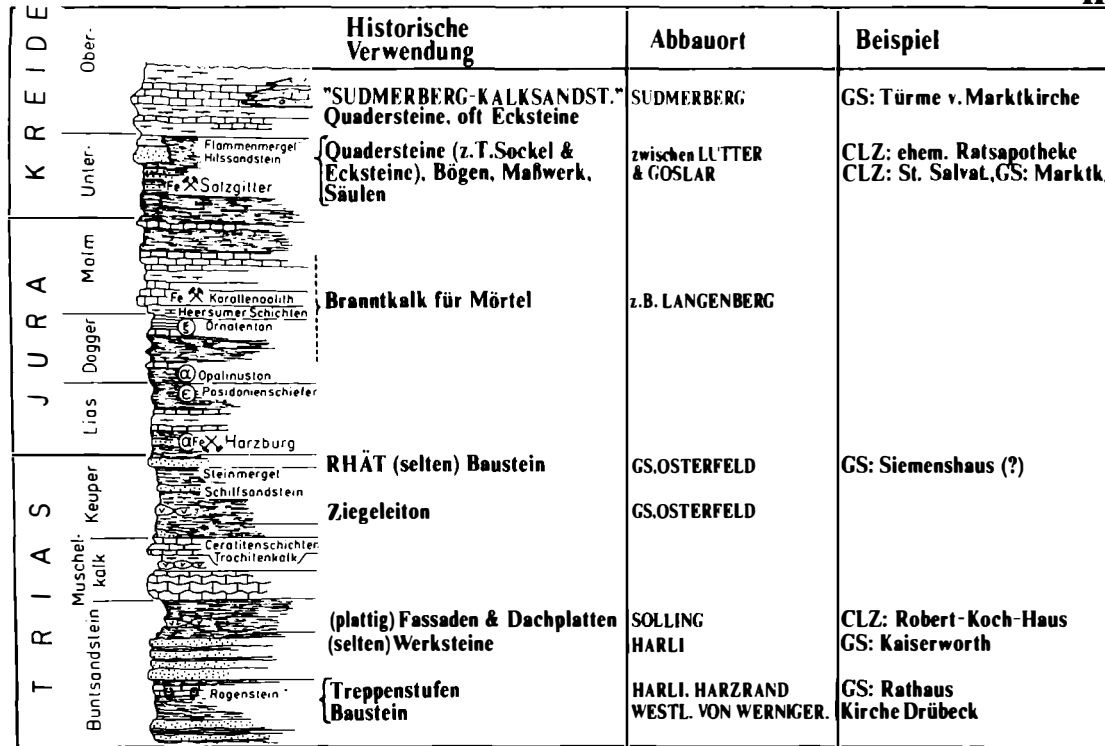 Historische Verwendung
Abbauort
Beispiel
KREIDE
Ober-
"SUDMERBERG-KALKSANDST."
Quadersteine, oft Ecksteine
SUDMERBERG
GS: Türme v. Marktkirche
Unter-
Flammenmergel
Hilssandstein
Fe Salzgitter
Quadersteine (z.T. Sockel &
Ecksteine), Bögen, Maßwerk,
Säulen
zwischen LUTTER
& GOSLAR
CLZ: ehem. Ratsapotheke
CLZ: St. Salvat., GS: Marktk.
JURA
Malm
Fe Korallenoolith
Heersumer Schichten
Branntkalk für Mörtel
z.B. LANGENBERG
Dogger
ξ Ornatenton
α Opalinuston
Lias
ε Posidonienschiefer
α Fe Harzburg
TRIAS
Keuper
RHÄT (selten) Baustein
GS.OSTERFELD
GS: Siemenshaus (?)
Steinmergel
Schilfsandstein
Ziegeleiton
GS.OSTERFELD
Muschel-
kalk
Ceratitenschichten
Trochitenkalk
Buntsandstein
(plattig) Fassaden & Dachplatten
SOLLING
CLZ: Robert-Koch-Haus
(selten) Werksteine
HARLI
GS: Kaiserworth
Rogenstein
Treppenstufen
HARLI, HARZRAND
GS: Rathaus
Baustein
WESTL. VON WERNIGER.
Kirche Drübeck